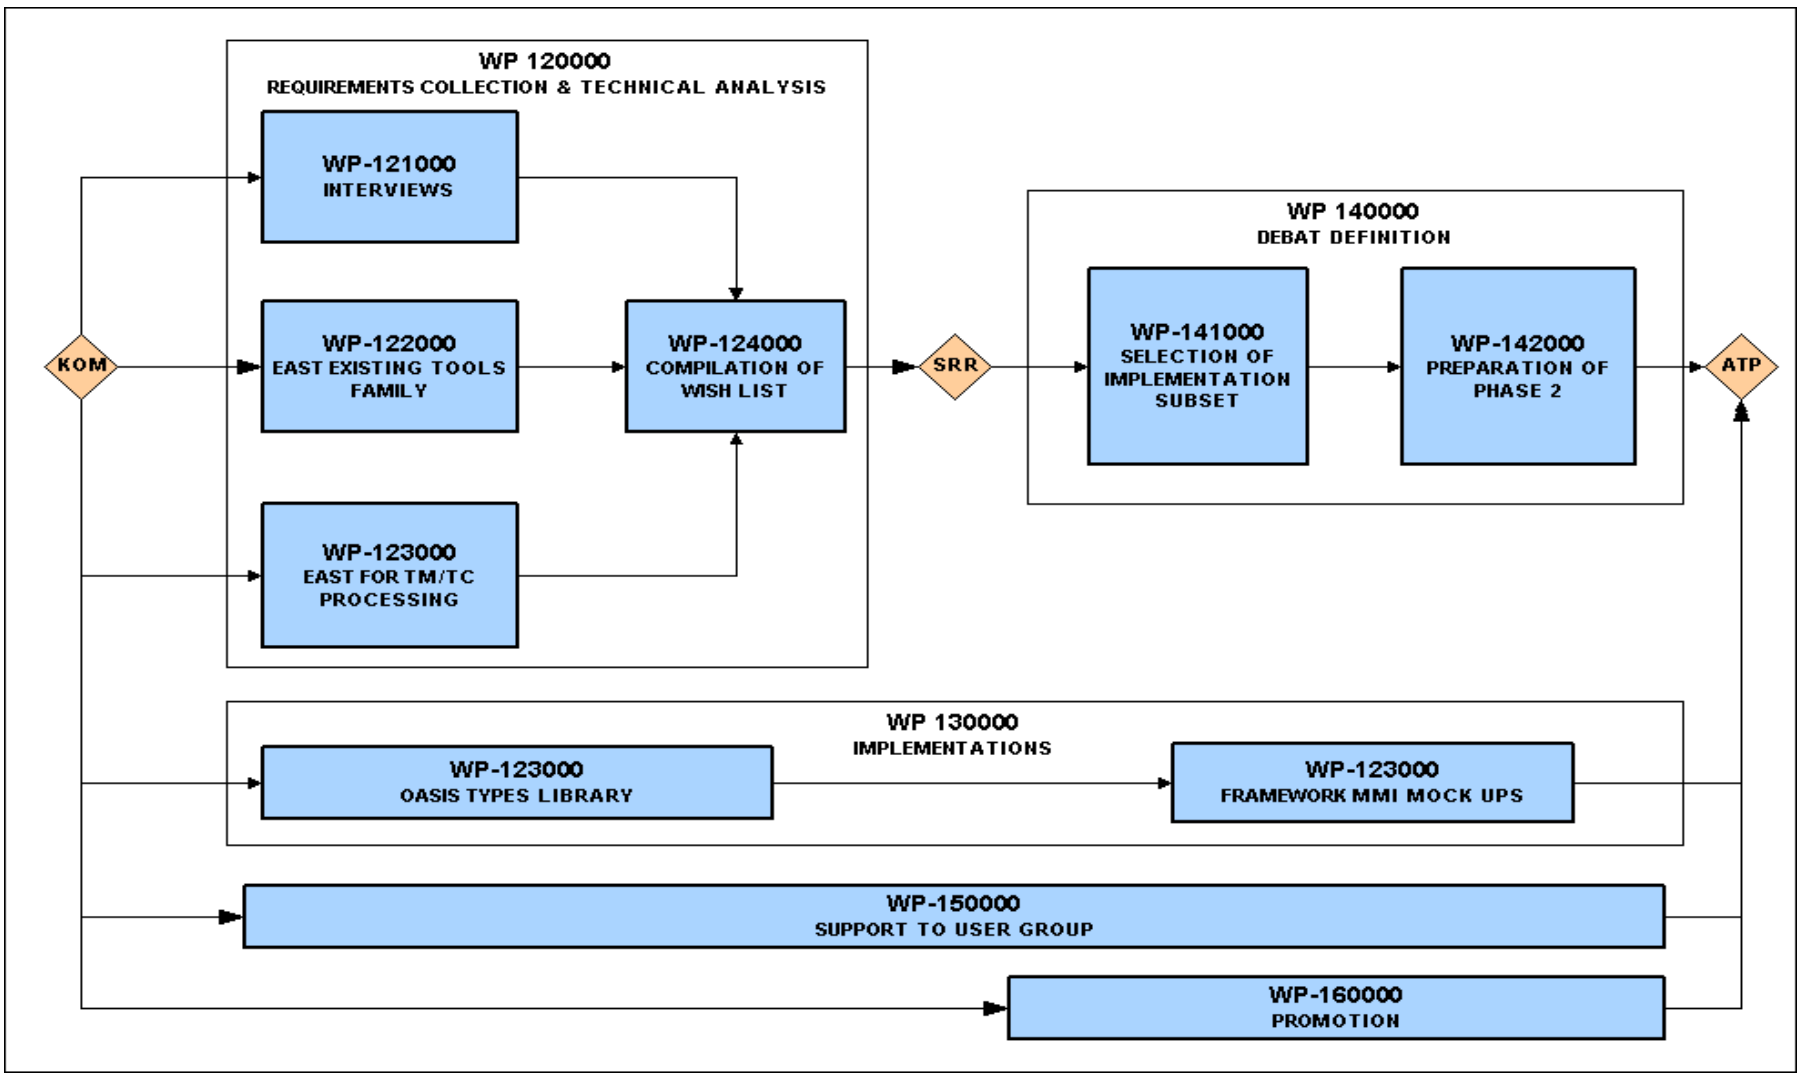 WP 120000
REQUIREMENTS COLLECTION & TECHNICAL ANALYSIS
WP-121000
INTERVIEWS
WP 140000
DEBAT DEFINITION
KOM
WP-122000
EAST EXISTING TOOLS
FAMILY
WP-124000
COMPILATION OF
WISH LIST
SRR
WP-141000
SELECTION OF
IMPLEMENTATION
SUBSET
WP-142000
PREPARATION OF
PHASE 2
ATP
WP-123000
EAST FOR TM/TC
PROCESSING
WP 130000
IMPLEMENTATIONS
WP-123000
OASIS TYPES LIBRARY
WP-123000
FRAMEWORK MMI MOCK UPS
WP-150000
SUPPORT TO USER GROUP
WP-160000
PROMOTION